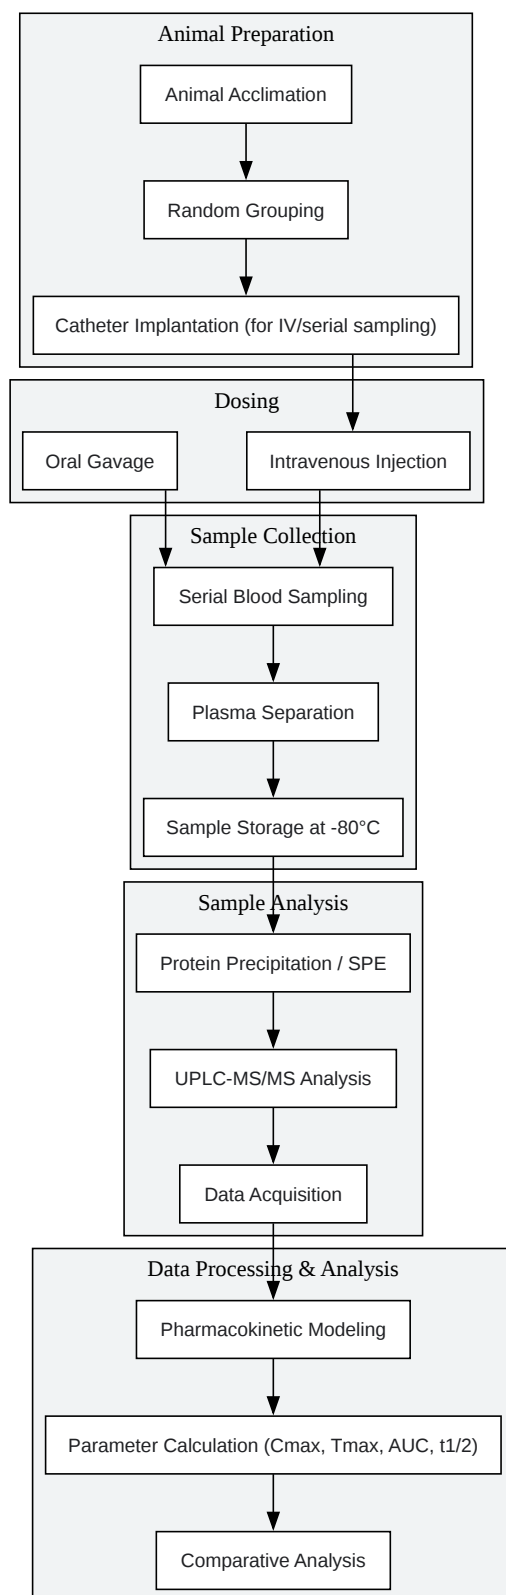 Animal Preparation
Animal Acclimation
Random Grouping
Catheter Implantation (for IV/serial sampling)
Dosing
Oral Gavage
Intravenous Injection
Sample Collection
Serial Blood Sampling
Plasma Separation
Sample Storage at -80°C
Sample Analysis
Protein Precipitation / SPE
UPLC-MS/MS Analysis
Data Acquisition
Data Processing & Analysis
Pharmacokinetic Modeling
Parameter Calculation (Cmax, Tmax, AUC, t1/2)
Comparative Analysis